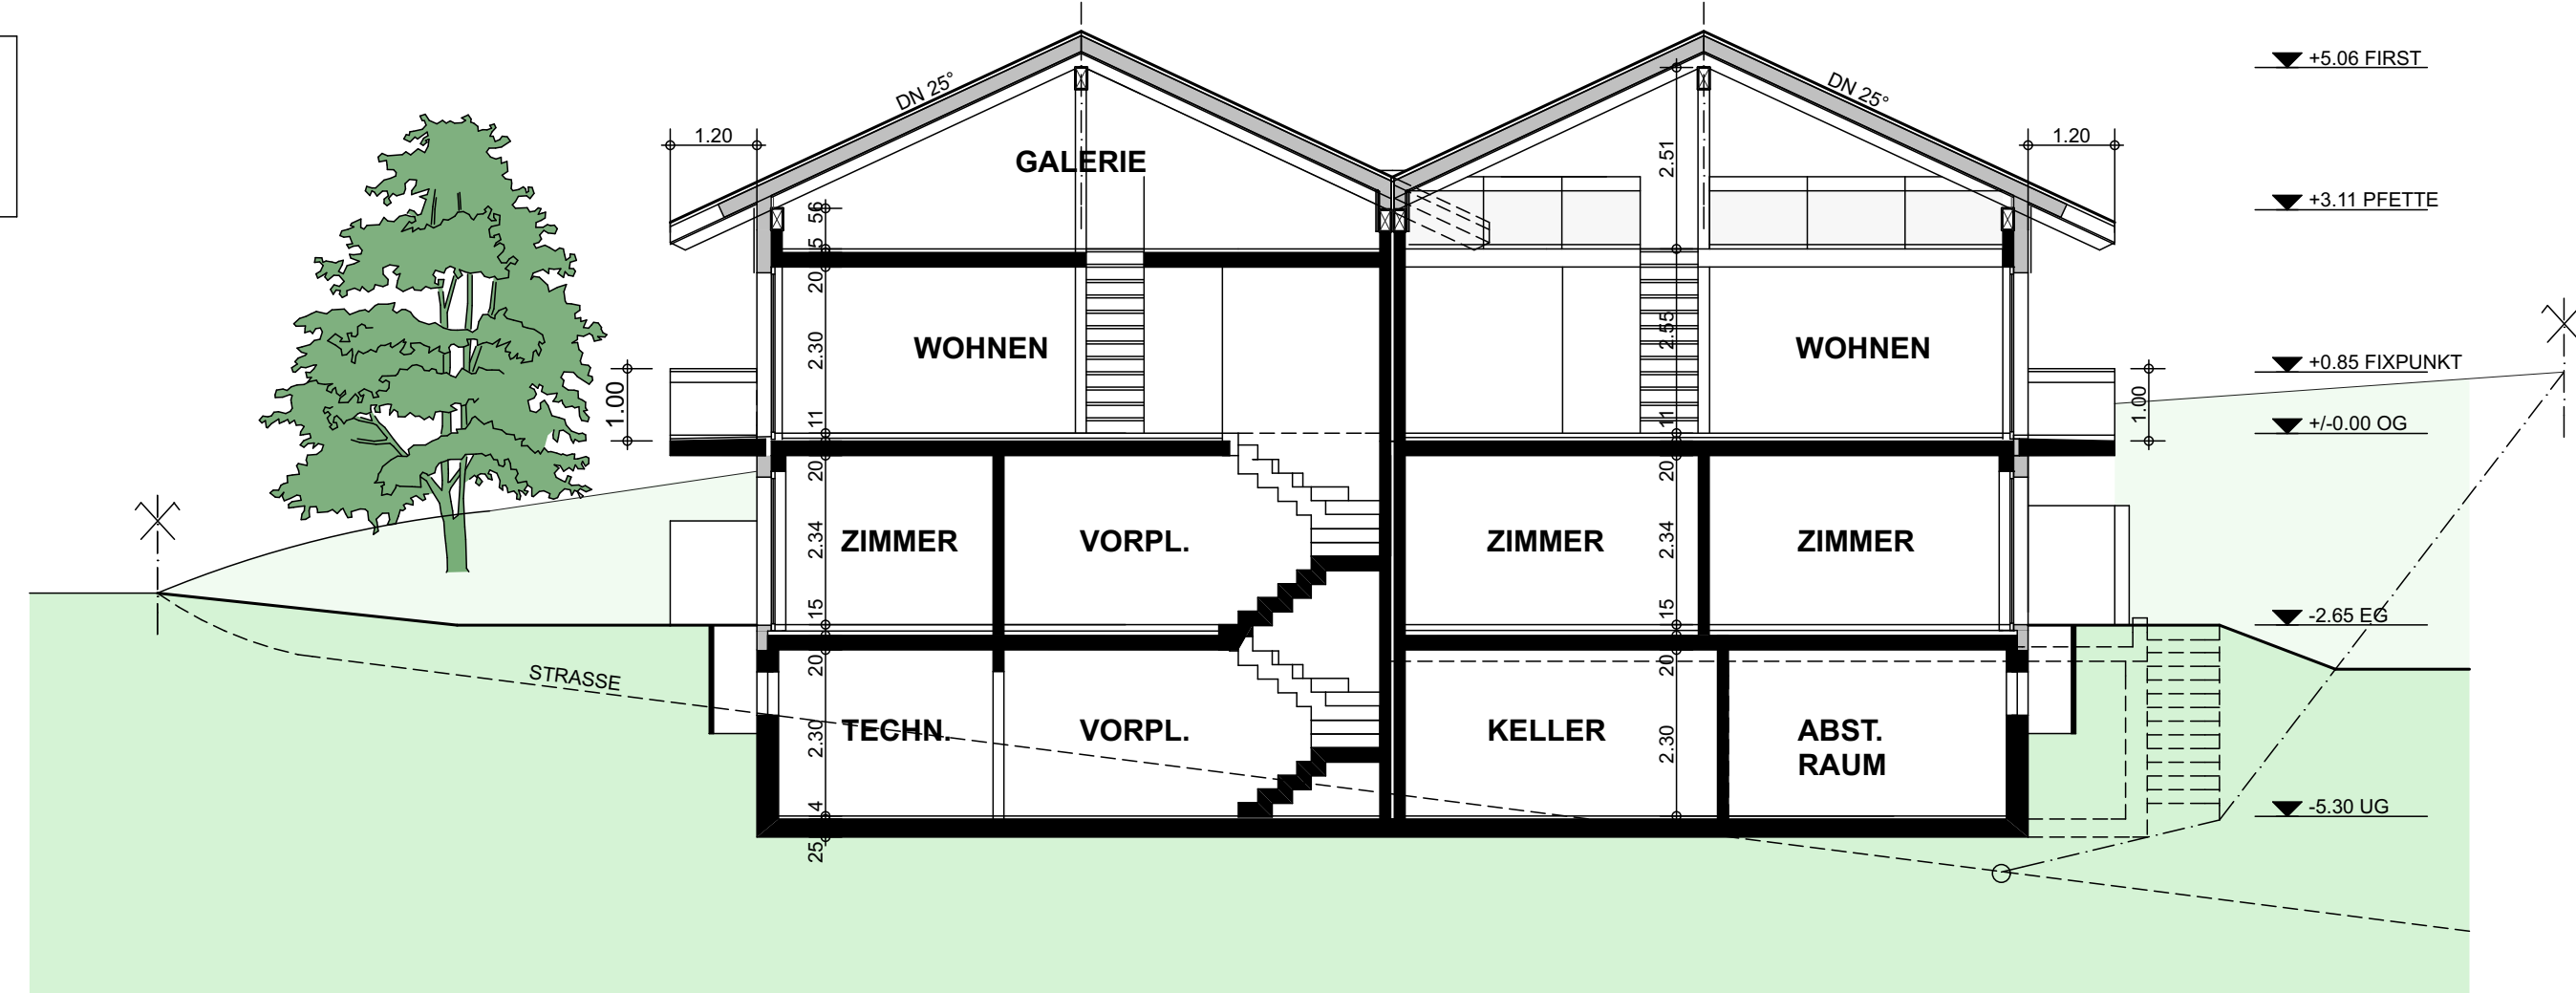 +5.06 FIRST
DN 25°
DN 25°
1.20
1.20
GALERIE
2.51
+3.11 PFETTE
56
5
20
WOHNEN
2.30
2.55
WOHNEN
+0.85 FIXPUNKT
1.00
1.00
11
11
+/-0.00 OG
20
20
ZIMMER
2.34
VORPL.
ZIMMER
2.34
ZIMMER
15
15
-2.65 EG
20
20
STRASSE
TECHN.
2.30
VORPL.
KELLER
2.30
ABST.
RAUM
4
-5.30 UG
25